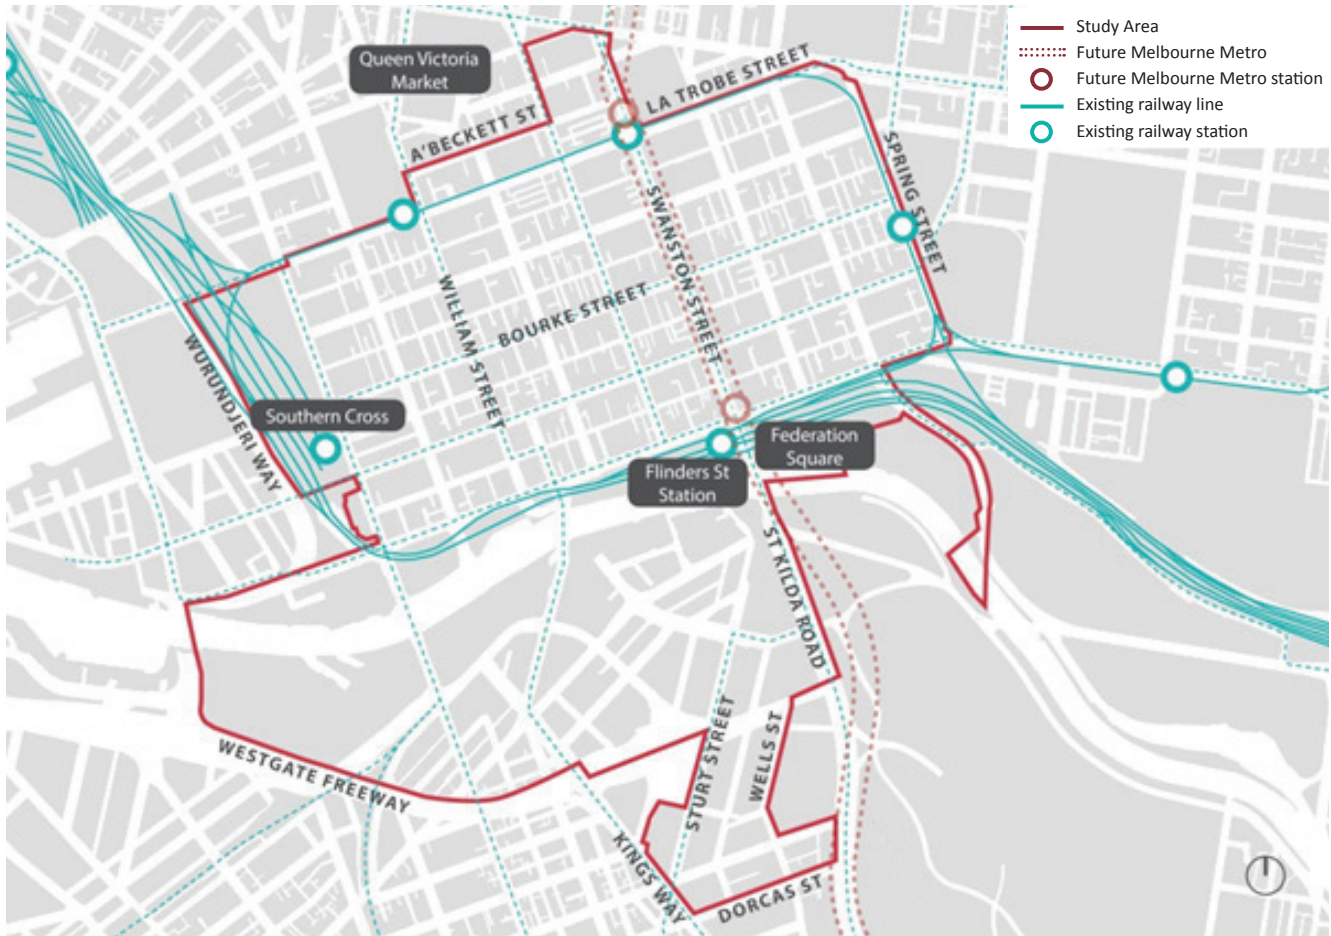 Study Area
Future Melbourne Metro
Future Melbourne Metro station
Existing railway line
Existing railway station
Queen Victoria
Market
LA TROBE STREET
A'BECKETT ST
SPRING STREET
SWANSTON STREET
WILLIAM STREET
BOURKE STREET
WURUNDJERI WAY
Southern Cross
Federation
Square
Flinders St
Station
ST KILDA ROAD
STURT STREET
WELLS ST
WESTGATE FREEWAY
KINGS WAY
DORCAS ST